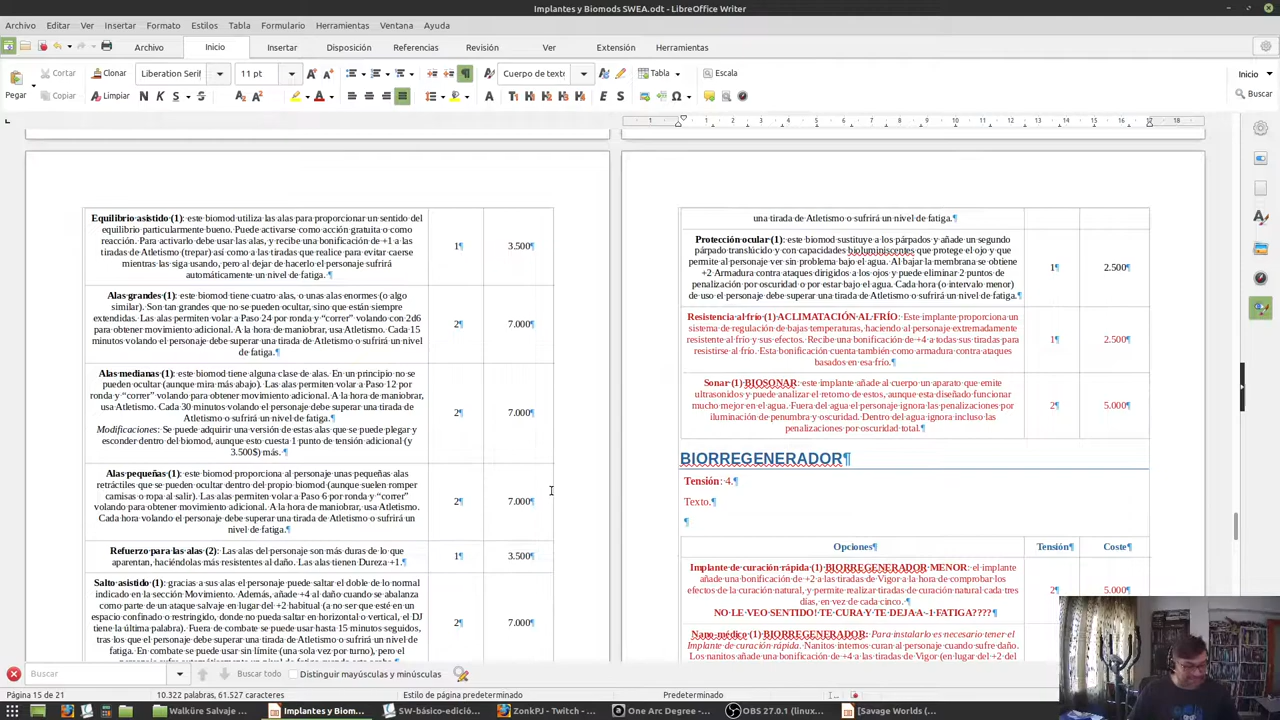 Implantes y Biomods SWEA.odt - LibreOffice Writer
Archivo Editar Ver Insertar Formato Estilos Tabla Formulario Herramientas Ventana Ayuda
Archivo Inicio Insertar Disposición Referencias Revisión Ver Extensión Herramientas
Pegar
Cortar
Copiar
Clonar
Limpiar
Liberation Serif
11 pt
Cuerpo de texto
Tabla
Escala
Inicio
Buscar
Equilibrio asistido (1): este biomod utiliza las alas para proporcionar un sentido del
equilibrio particularmente bueno. Puede activarse como acción gratuita o como
reacción. Para activarlo debe usar las alas, y recibe una bonificación de +1 a las
tiradas de Atletismo (trepar) así como a las tiradas que realice para evitar caerse
mientras las siga usando, pero al dejar de hacerlo el personaje sufrirá
automáticamente un nivel de fatiga. ¶
1¶
3.500¶
Alas grandes (1): este biomod tiene cuatro alas, o unas alas enormes (o algo
similar). Son tan grandes que no se pueden ocultar, sino que están siempre
extendidas. Las alas permiten volar a Paso 24 por ronda y “correr” volando con 2d6
para obtener movimiento adicional. A la hora de maniobrar, usa Atletismo. Cada 15
minutos volando el personaje debe superar una tirada de Atletismo o sufrirá un nivel
de fatiga.¶
2¶
7.000¶
Alas medianas (1): este biomod tiene alguna clase de alas. En un principio no se
pueden ocultar (aunque mira más abajo). Las alas permiten volar a Paso 12 por
ronda y “correr” volando para obtener movimiento adicional. A la hora de maniobrar,
usa Atletismo. Cada 30 minutos volando el personaje debe superar una tirada de
Atletismo o sufrirá un nivel de fatiga.¶
Modificaciones: Se puede adquirir una versión de estas alas que se puede plegar y
esconder dentro del biomod, aunque esto cuesta 1 punto de tensión adicional (y
3.500$) más. ¶
2¶
7.000¶
Alas pequeñas (1): este biomod proporciona al personaje unas pequeñas alas
retráctiles que se pueden ocultar dentro del propio biomod (aunque suelen romper
camisas o ropa al salir). Las alas permiten volar a Paso 6 por ronda y “correr”
volando para obtener movimiento adicional. A la hora de maniobrar, usa Atletismo.
Cada hora volando el personaje debe superar una tirada de Atletismo o sufrirá un
nivel de fatiga.¶
2¶
7.000¶
Refuerzo para las alas (2): Las alas del personaje son más duras de lo que
aparentan, haciéndolas más resistentes al daño. Las alas tienen Dureza +1.¶
1¶
3.500¶
Salto asistido (1): gracias a sus alas el personaje puede saltar el doble de lo normal
indicado en la sección Movimiento. Además, añade +4 al daño cuando se abalanza
como parte de un ataque salvaje en lugar del +2 habitual (a no ser que esté en un
espacio confinado o restringido, donde no pueda saltar en horizontal o vertical, el DJ
tiene la última palabra). Fuera de combate se puede usar hasta 15 minutos seguidos,
tras los que el personaje debe superar una tirada de Atletismo o sufrirá un nivel de
fatiga. En combate se puede usar sin límite (una sola vez por turno), pero el
2¶
7.000¶
una tirada de Atletismo o sufrirá un nivel de fatiga.¶
Protección ocular (1): este biomod sustituye a los párpados y añade un segundo
párpado translúcido y con capacidades bioluminiscentes que protege el ojo y que
permite al personaje ver sin problema bajo el agua. Al bajar la membrana se obtiene
+2 Armadura contra ataques dirigidos a los ojos y puede eliminar 2 puntos de
penalización por oscuridad o por estar bajo el agua. Cada hora (o intervalo menor)
de uso el personaje debe superar una tirada de Atletismo o sufrirá un nivel de fatiga.¶
1¶
2.500¶
Resistencia al frío (1) ACLIMATACIÓN AL FRÍO: Este implante proporciona un
sistema de regulación de bajas temperaturas, haciendo al personaje extremadamente
resistente al frío y sus efectos. Recibe una bonificación de +4 a todas sus tiradas para
resistirse al frío. Esta bonificación cuenta también como armadura contra ataques
basados en esa frío.¶
1¶
2.500¶
Sonar (1) BIOSONAR: este implante añade al cuerpo un aparato que emite
ultrasonidos y puede analizar el retorno de estos, aunque esta diseñado funcionar
mucho mejor en el agua. Fuera del agua el personaje ignora las penalizaciones por
iluminación de penumbra y oscuridad. Dentro del agua ignora incluso las
penalizaciones por oscuridad total.¶
2¶
5.000¶
BIORREGENERADOR¶
Tensión: 4.¶
Texto.¶
¶
Opciones¶ Tensión¶ Coste¶
Implante de curación rápida (1) BIORREGENERADOR MENOR: el implante
añade una bonificación de +2 a las tiradas de Vigor a la hora de comprobar los
efectos de la curación natural, y permite realizar tiradas de curación natural cada tres
días, en vez de cada cinco. ¶
NO LE VEO SENTIDO! TE CURA Y TE DEJA A -1 FATIGA????¶
2¶
5.000¶
Nano-médico (1) BIORREGENERADOR: Para instalarlo es necesario tener el
Implante de curación rápida. Nanitos internos curan al personaje cuando sufre daño.
Los nanitos añade una bonificación de +4 a las tiradas de Vigor (en lugar del +2 del
Buscar
Buscar todo
Distinguir mayúsculas y minúsculas
Página 15 de 21
10.322 palabras, 61.527 caracteres
Estilo de página predeterminado
Predeterminado
Walküre Salvaje
Implantes y Biom...
SW-básico-edició...
ZonkPJ - Twitch - ...
One Arc Degree - ...
OBS 27.0.1 (linux...
[Savage Worlds (...